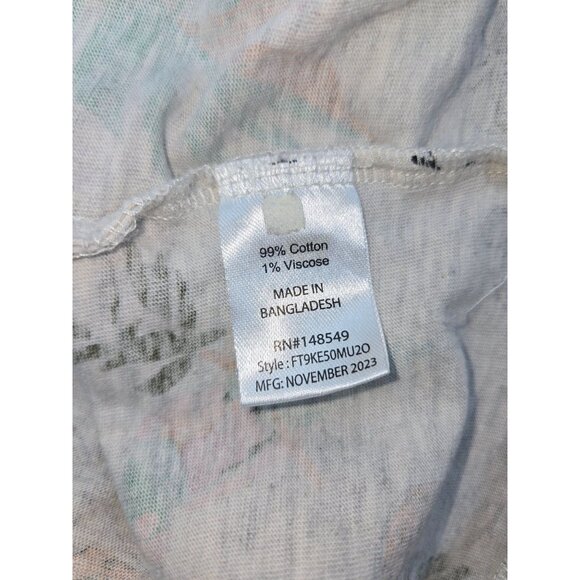 99% Cotton
1% Viscose
MADE IN
BANGLADESH
RN#148549
Style : FT9KE50MU2O
MFG: NOVEMBER 2023